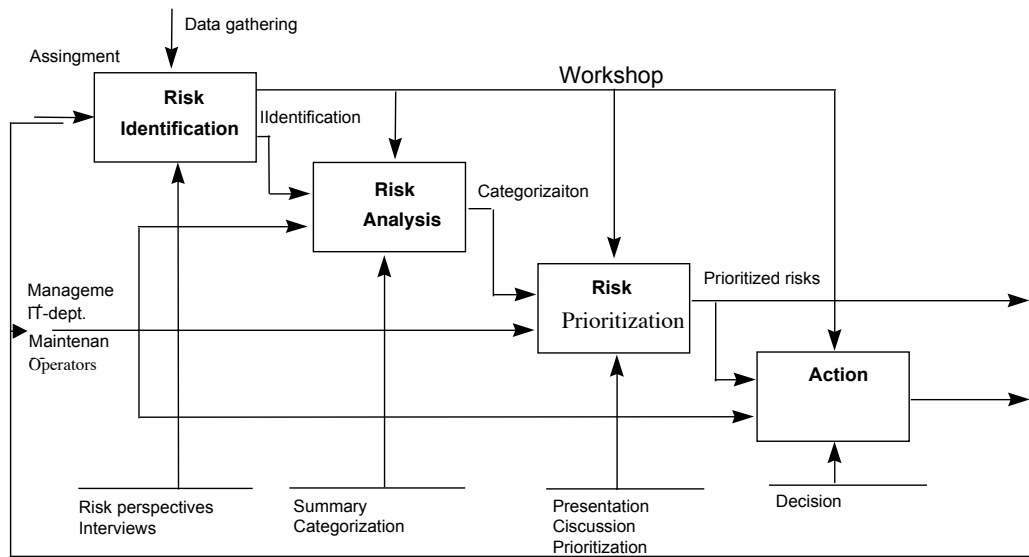 Data gathering
Assingment
Workshop
Risk
Identification
IIdentification
Risk
Analysis
Categorizaiton
Prioritized risks
Risk
Prioritization
Manageme
IT-dept.
Maintenan
Operators
Action
Risk perspectives
Interviews
Summary
Categorization
Presentation
Ciscussion
Prioritization
Decision